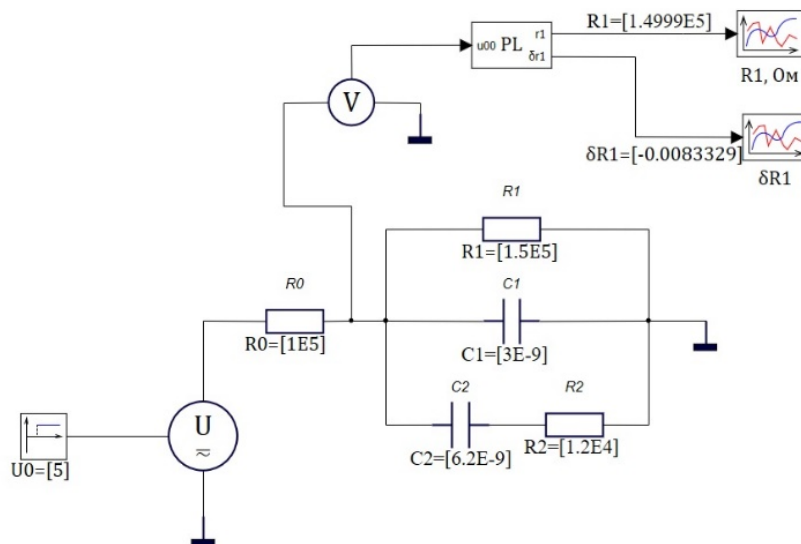 R1=[1.4999E5]
u00 PL r1
δr1
V
R1, Ом
δR1=[-0.0083329]
δR1
R1
R1=[1.5E5]
R0
C1
R0=[1E5]
C1=[3E-9]
C2
R2
U
U0=[5]
C2=[6.2E-9]
R2=[1.2E4]